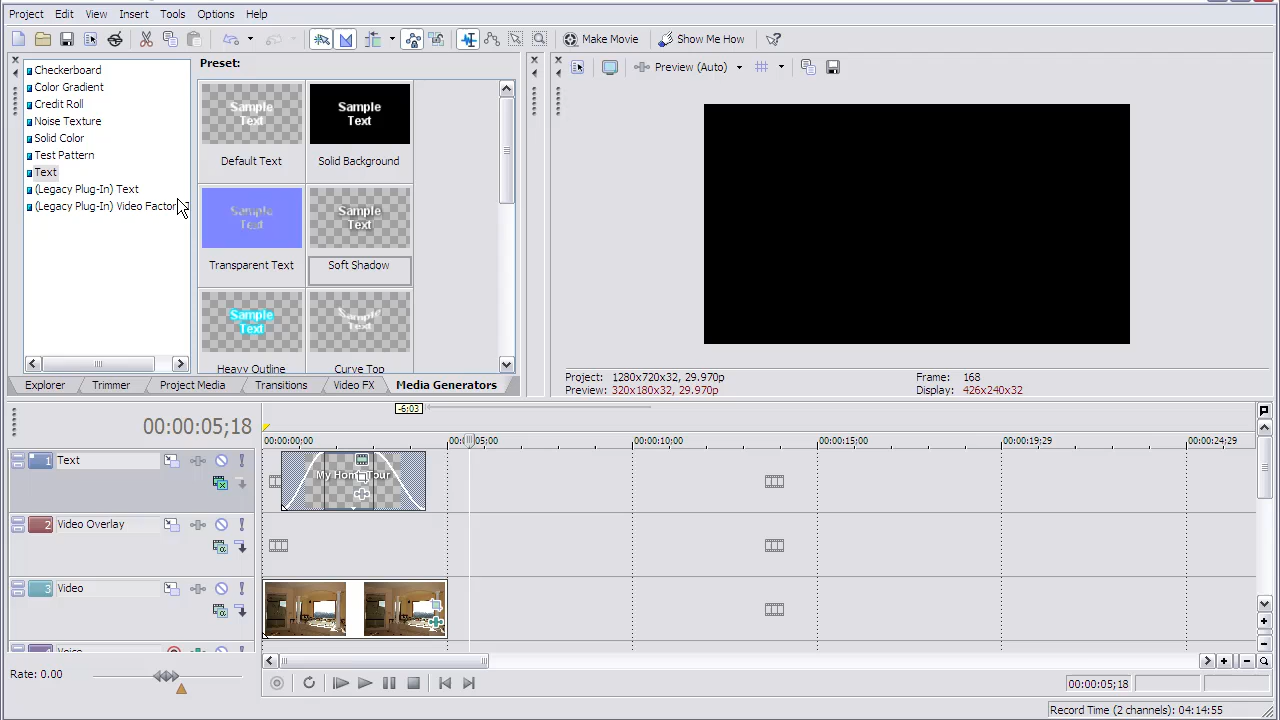 Project Edit View Insert Tools Options Help
Make Movie Show Me How
Checkerboard
Color Gradient
Credit Roll
Noise Texture
Solid Color
Test Pattern
Text
(Legacy Plug-In) Text
(Legacy Plug-In) Video Factory
Preset:
Sample Text
Sample Text
Default Text Solid Background
Sample Text
Sample Text
Transparent Text Soft Shadow
Sample Text
Sample Text
Heavy Outline Curve Top
Preview (Auto)
Project: 1280x720x32, 29.970p Frame: 168
Preview: 320x180x32, 29.970p Display: 426x240x32
Explorer Trimmer Project Media Transitions Video FX Media Generators
-6:03
00:00:05;18
00:00:00;00 00:00:05:00 00:00:10;00 00:00:15;00 00:00:19;29 00:00:24;29
1 Text
My Home Tour
2 Video Overlay
3 Video
Voice
Rate: 0.00
00:00:05;18
Record Time (2 channels): 04:14:55